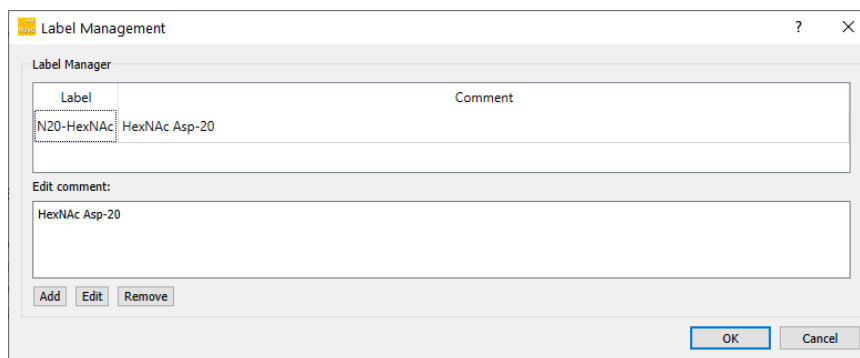 Label Management
?
Label Manager
Label Comment
N20-HexNAc HexNAc Asp-20
Edit comment:
HexNAc Asp-20
Add Edit Remove
OK Cancel